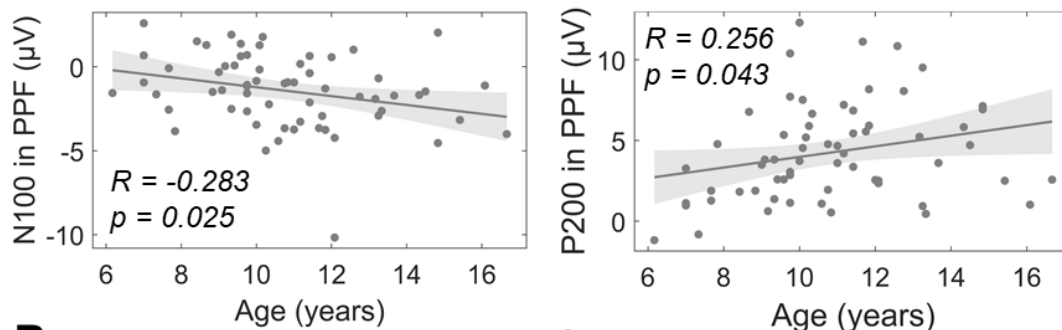 N100 in PPF (µV)
0
-5
-10
R = -0.283
p = 0.025
6 8 10 12 14 16
Age (years)
P200 in PPF (µV)
10
5
0
R = 0.256
p = 0.043
6 8 10 12 14 16
Age (years)